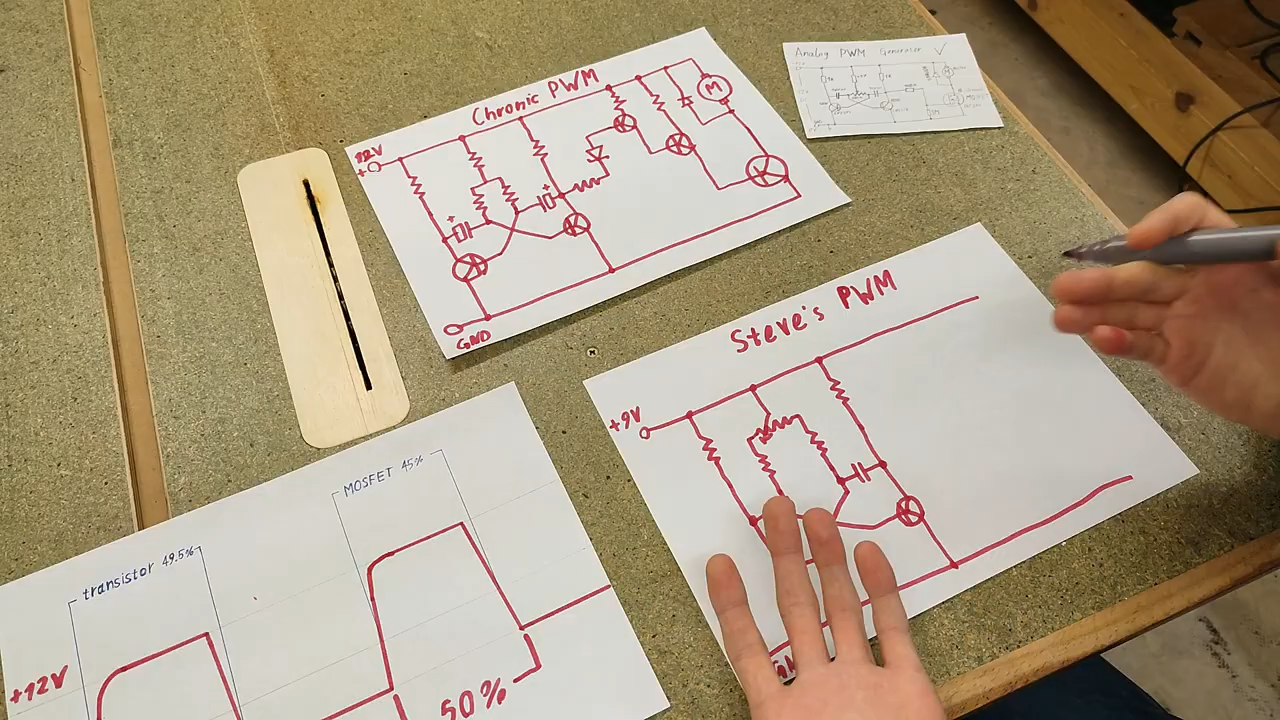 Chronic PWM
12V
+
M
GND
Analog PWM Generator ✓
Steve's PWM
+9V
MOSFET 45%
transistor 49.5%
+12V
50%